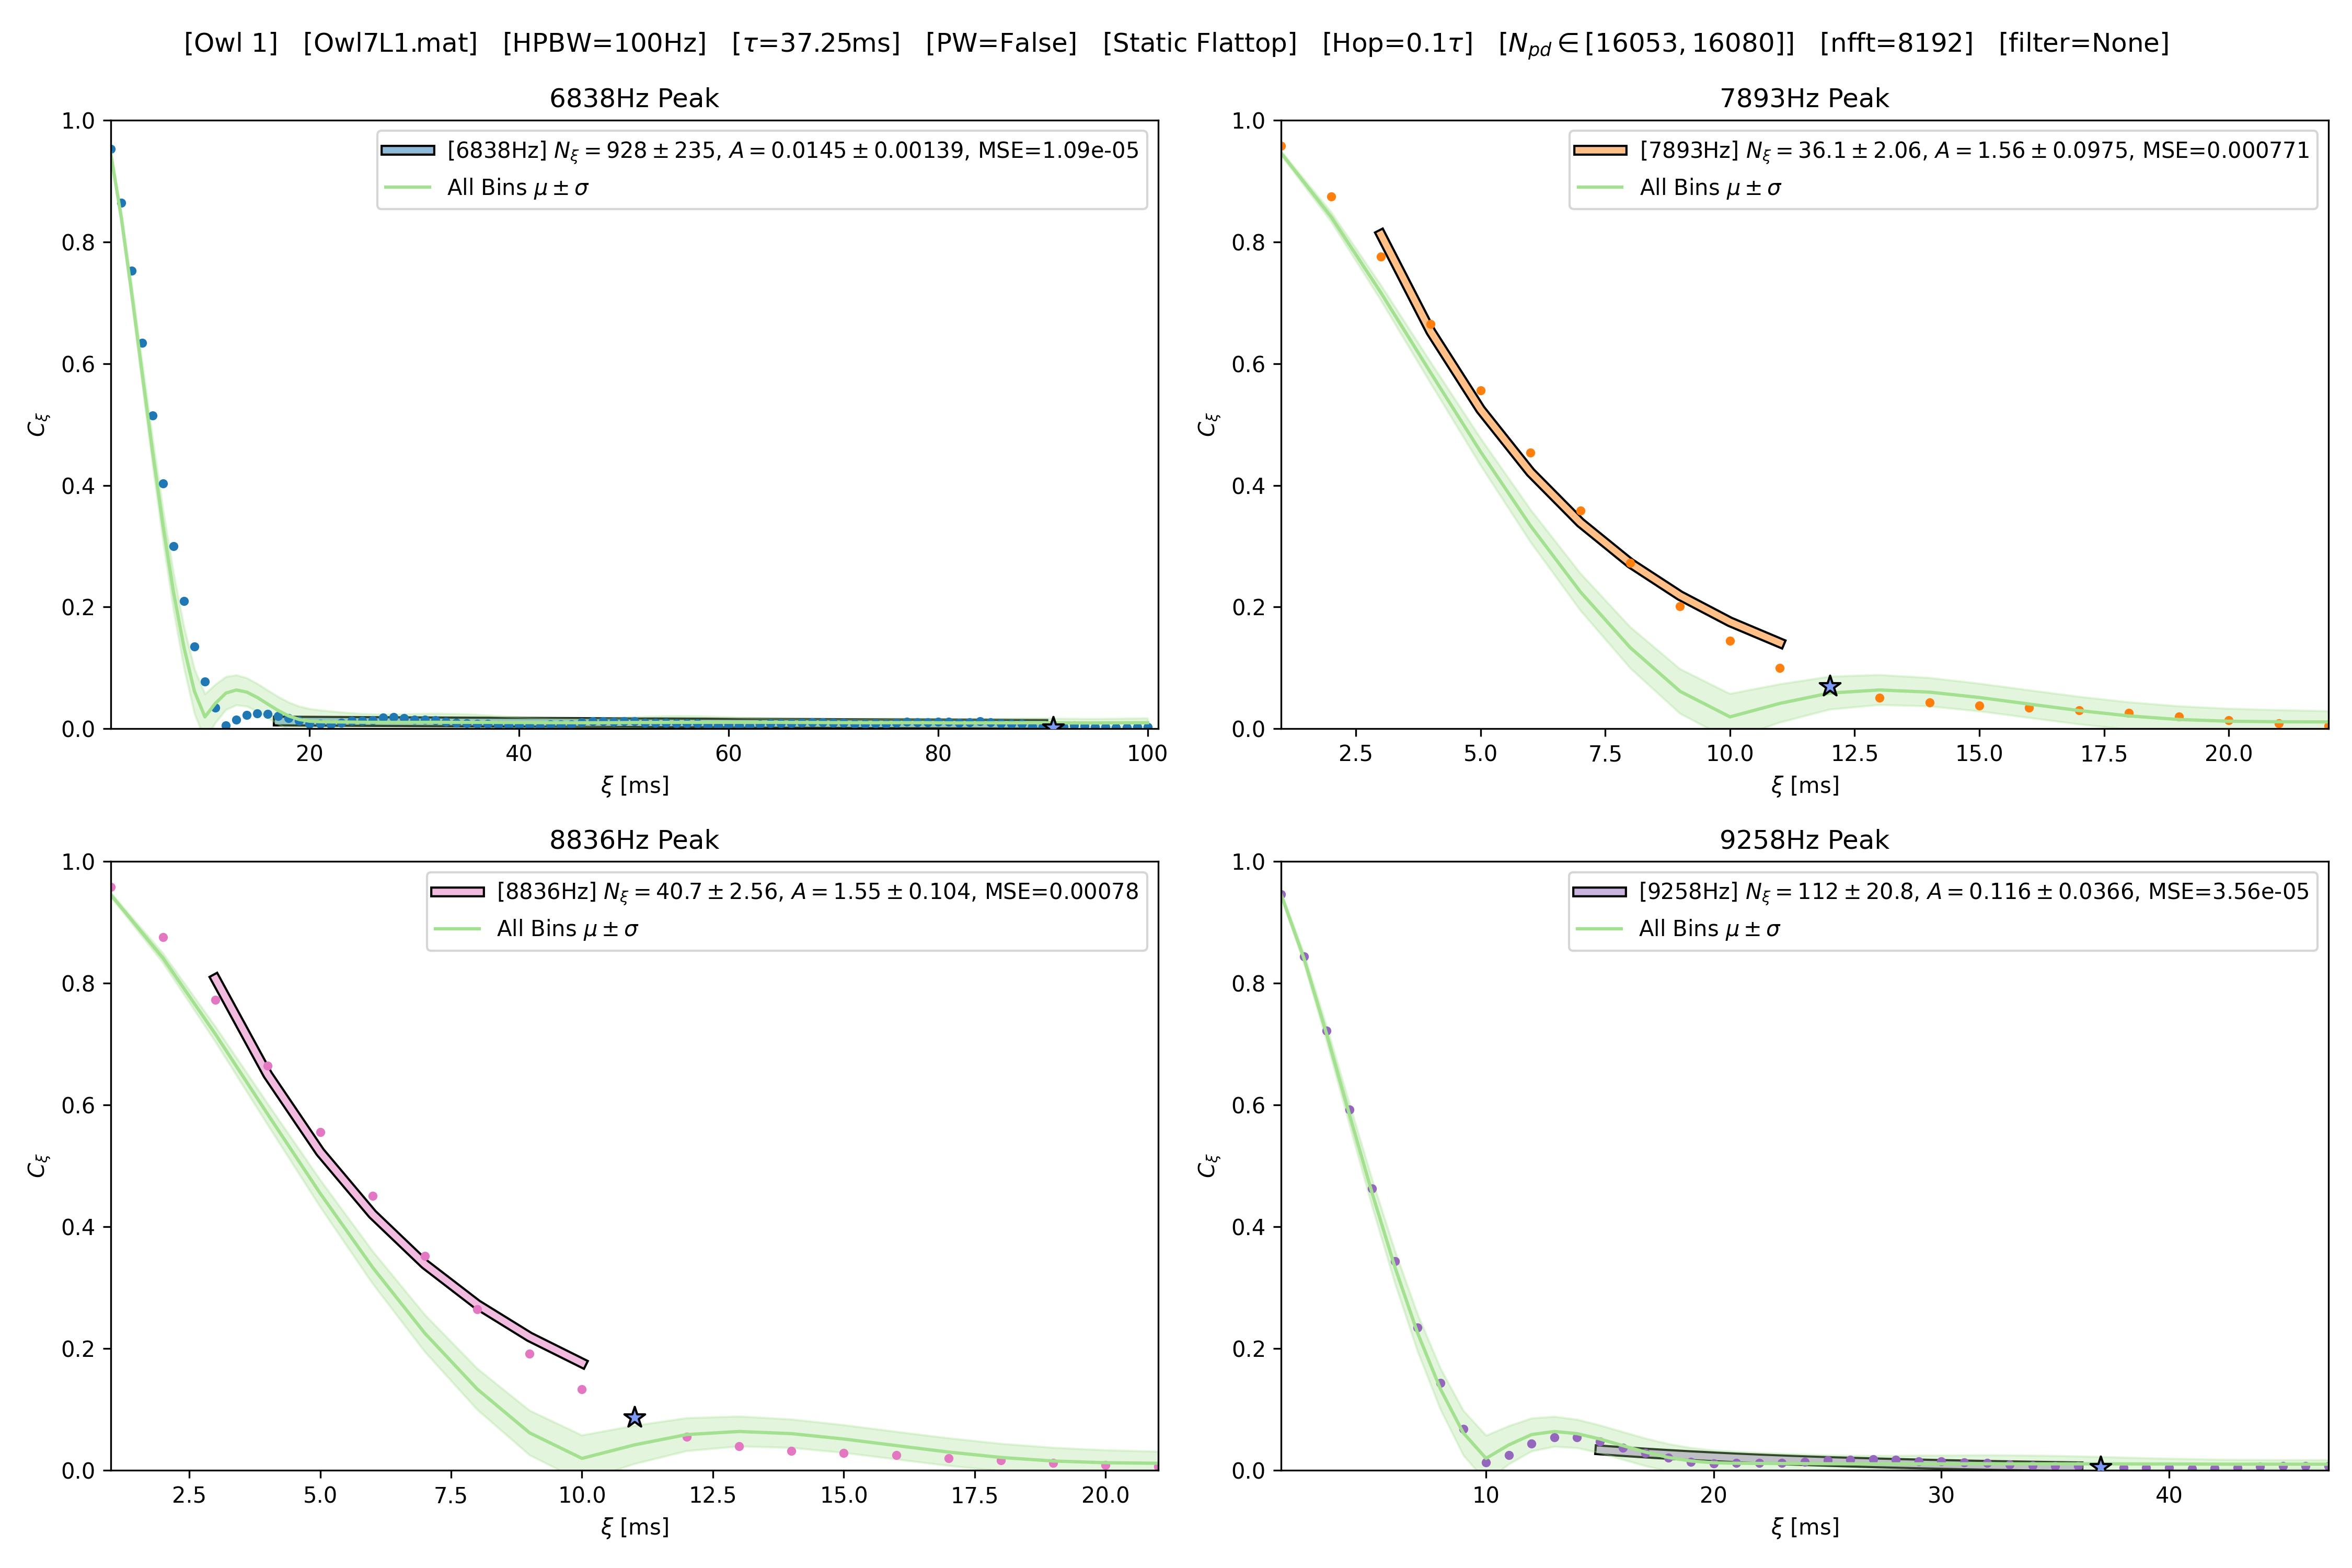 [Owl 1] [Owl7L1.mat] [HPBW=100Hz] [τ=37.25ms] [PW=False] [Static Flattop] [Hop=0.1τ] [N_pd ∈ [16053, 16080]] [nfft=8192] [filter=None]
6838Hz Peak
[6838Hz] N_ξ = 928 ± 235, A = 0.0145 ± 0.00139, MSE=1.09e-05
All Bins μ ± σ
1.0
0.8
0.6
0.4
0.2
0.0
C_ξ
20 40 60 80 100
ξ [ms]
7893Hz Peak
[7893Hz] N_ξ = 36.1 ± 2.06, A = 1.56 ± 0.0975, MSE=0.000771
All Bins μ ± σ
1.0
0.8
0.6
0.4
0.2
0.0
C_ξ
2.5 5.0 7.5 10.0 12.5 15.0 17.5 20.0
ξ [ms]
8836Hz Peak
[8836Hz] N_ξ = 40.7 ± 2.56, A = 1.55 ± 0.104, MSE=0.00078
All Bins μ ± σ
1.0
0.8
0.6
0.4
0.2
0.0
C_ξ
2.5 5.0 7.5 10.0 12.5 15.0 17.5 20.0
ξ [ms]
9258Hz Peak
[9258Hz] N_ξ = 112 ± 20.8, A = 0.116 ± 0.0366, MSE=3.56e-05
All Bins μ ± σ
1.0
0.8
0.6
0.4
0.2
0.0
C_ξ
10 20 30 40
ξ [ms]